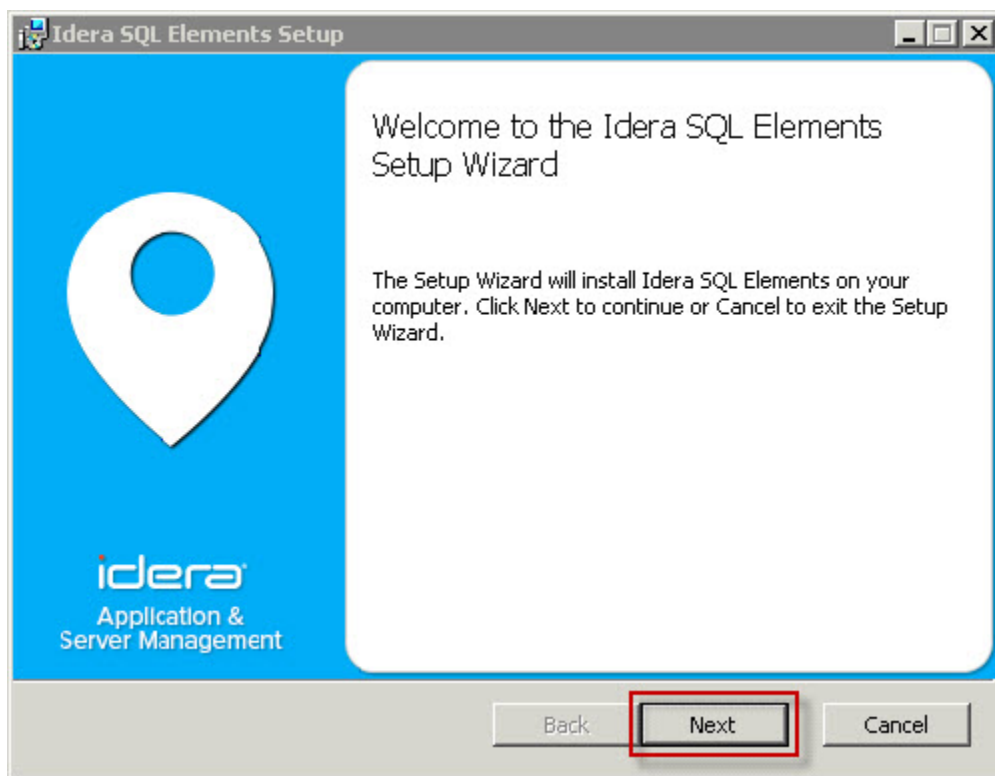 Idera SQL Elements Setup
Welcome to the Idera SQL Elements
Setup Wizard
The Setup Wizard will install Idera SQL Elements on your
computer. Click Next to continue or Cancel to exit the Setup
Wizard.
idera
Application &
Server Management
Back
Next
Cancel